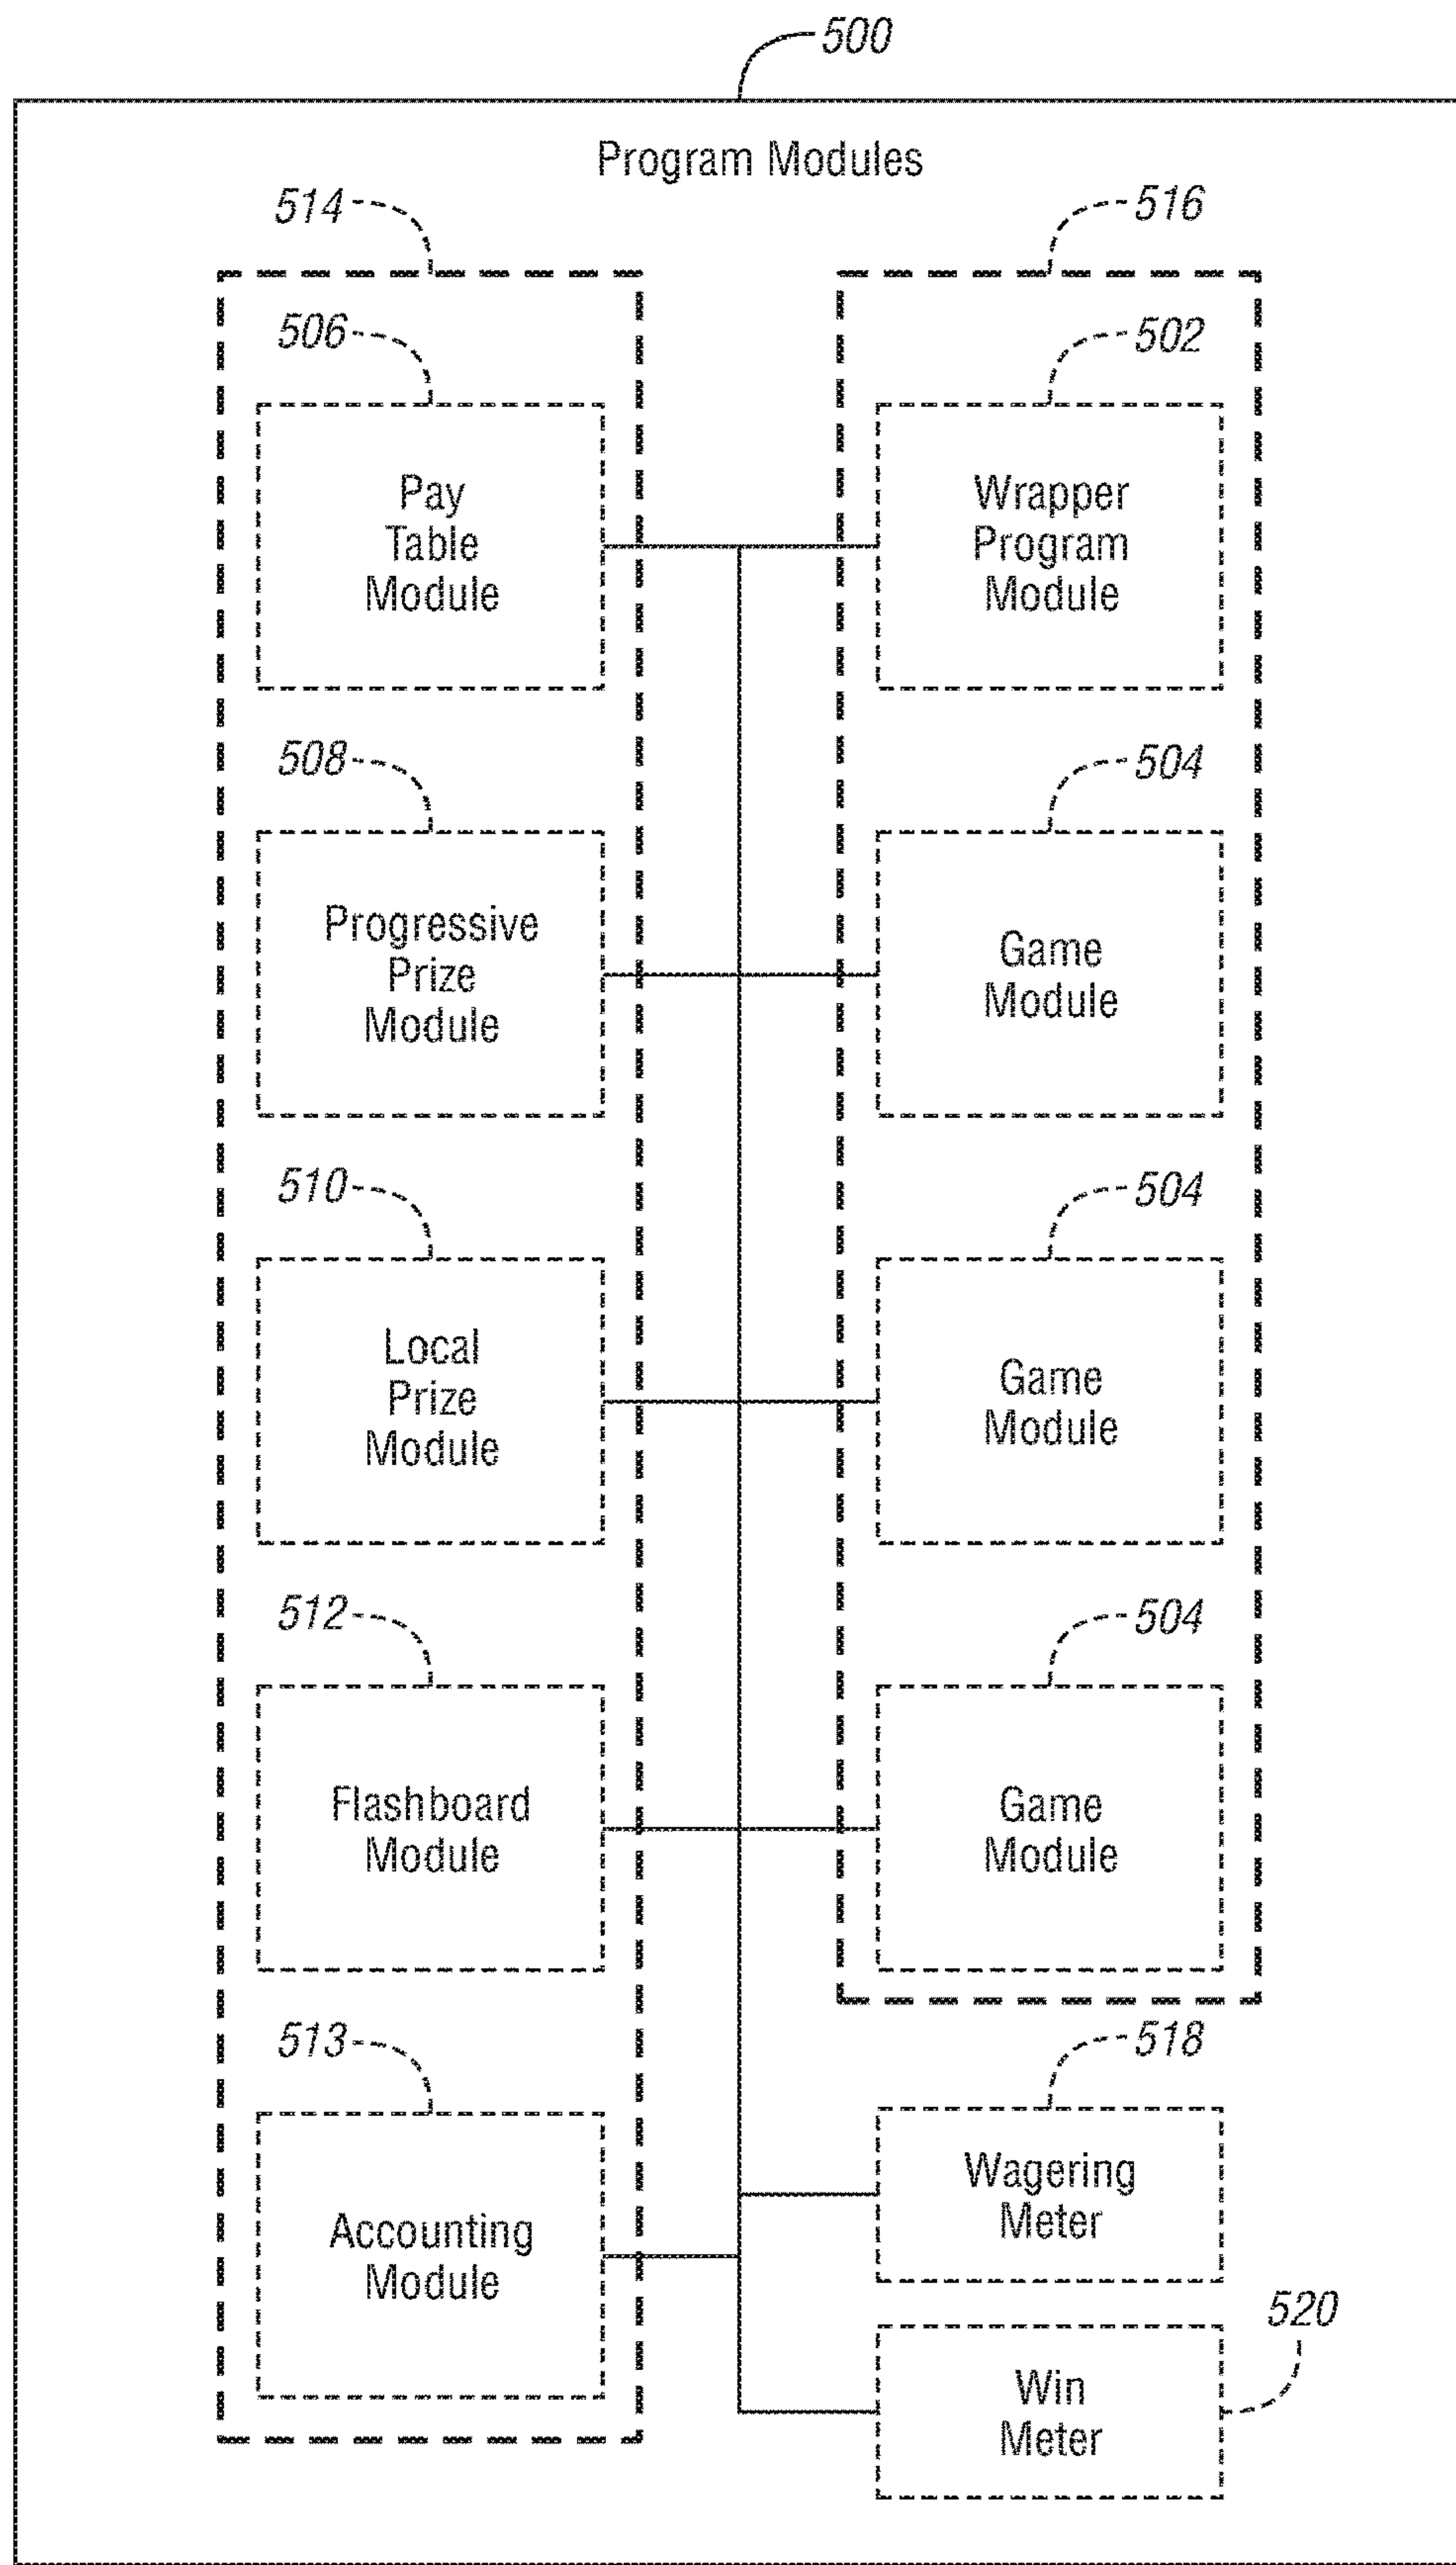 500
Program Modules
514
516
506
502
Pay
Table
Module
Wrapper
Program
Module
508
504
Progressive
Prize
Module
Game
Module
510
504
Local
Prize
Module
Game
Module
512
504
Flashboard
Module
Game
Module
513
518
Accounting
Module
Wagering
Meter
520
Win
Meter